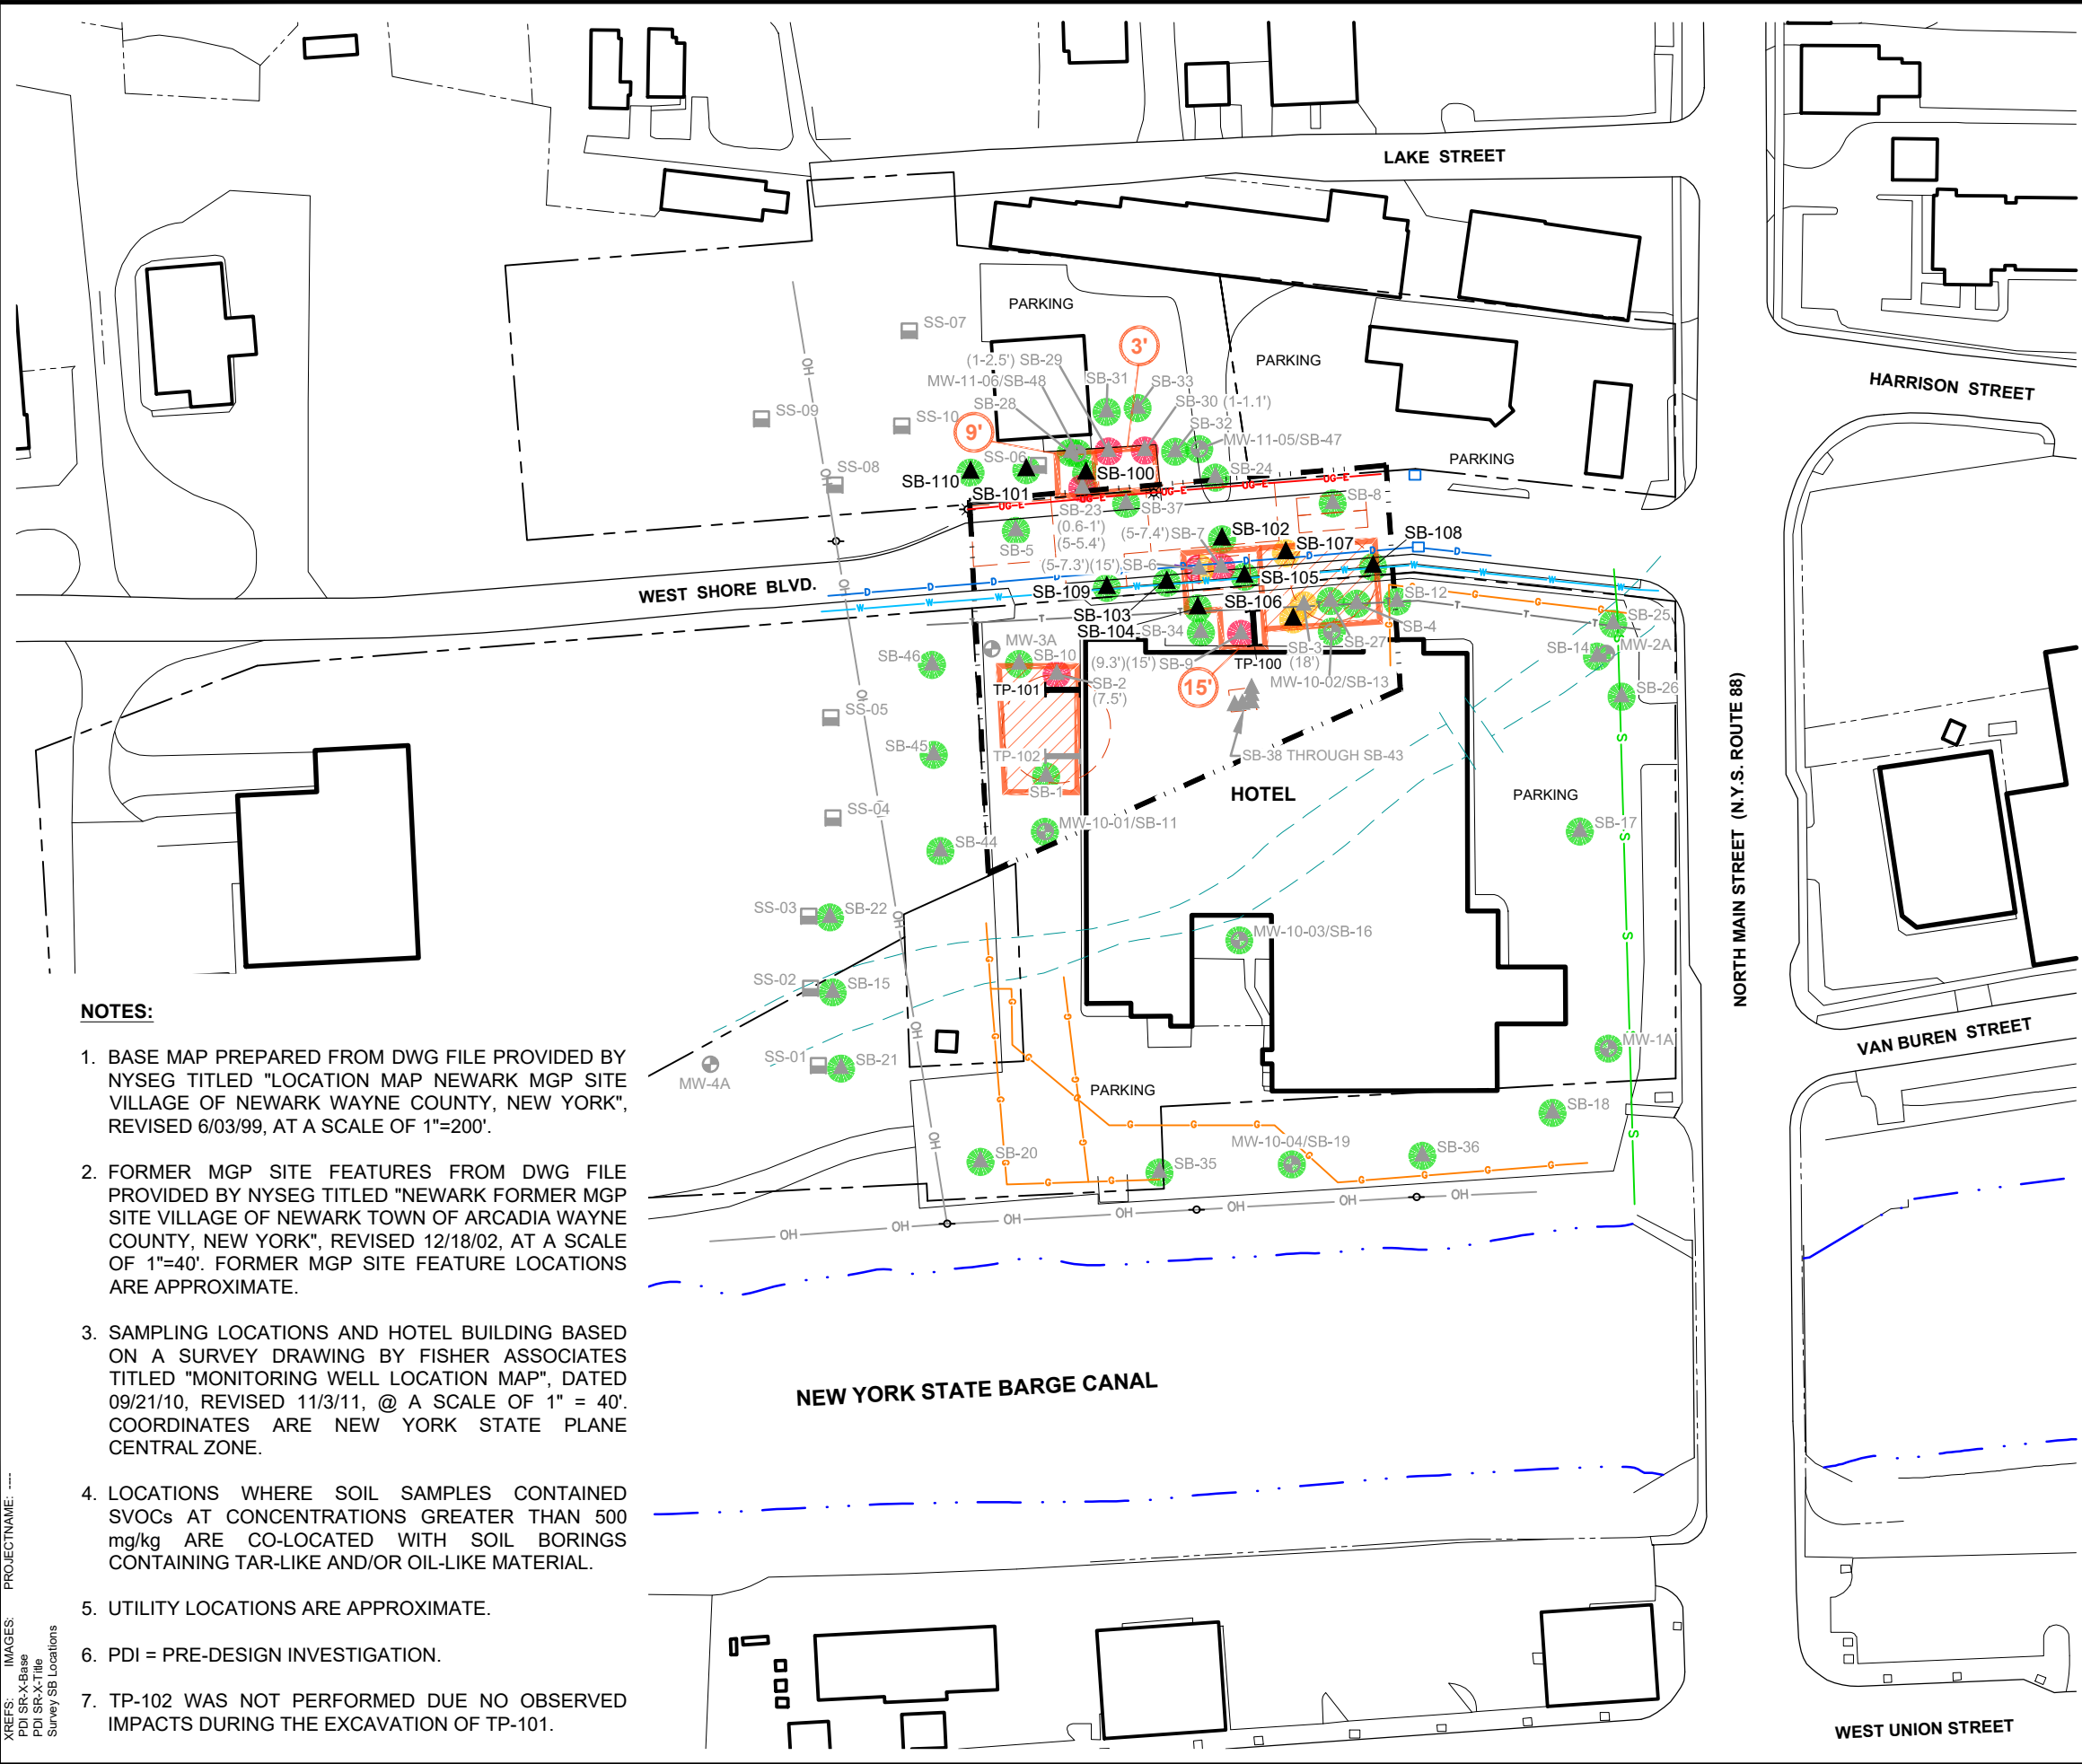 LAKE STREET
PARKING
SS-07
3'
(1-2.5') SB-29
PARKING
MW-11-06/SB-48
SB-31
SB-33
HARRISON STREET
SB-28
SB-30 (1-1.1')
SS-09
SS-10
9'
SB-32
MW-11-05/SB-47
PARKING
SS-06
SS-08
OH
SB-110
SB-100
SB-24
SB-101
UG-E
UG-E
UG-E
UG-E
SB-23
SB-37
SB-8
(0.6-1')
(5-5.4')
(5-7.4') SB-7
SB-102
SB-107
SB-108
SB-5
(5-7.3')(15') SB-6
SB-105
WEST SHORE BLVD.
SB-109
SB-103
SB-106
SB-12
SB-25
SB-104
SB-34
SB-4
SB-3
SB-27
(18')
MW-3A
SB-10
SB-46
(9.3')(15') SB-9
TP-100
SB-14
MW-2A
TP-101
SB-2
(7.5')
15'
MW-10-02/SB-13
SB-26
SS-05
NORTH MAIN STREET (N.Y.S. ROUTE 88)
SB-45
TP-102
SB-38 THROUGH SB-43
SB-1
HOTEL
PARKING
SS-04
MW-10-01/SB-11
SB-17
SB-44
SS-03
SB-22
MW-10-03/SB-16
SS-02
SB-15
VAN BUREN STREET
MW-1A
SS-01
SB-21
MW-4A
PARKING
SB-18
MW-10-04/SB-19
SB-36
SB-20
SB-35
OH
OH
OH
OH
OH
OH
OH
NEW YORK STATE BARGE CANAL
WEST UNION STREET
NOTES:
1. BASE MAP PREPARED FROM DWG FILE PROVIDED BY
NYSEG TITLED "LOCATION MAP NEWARK MGP SITE
VILLAGE OF NEWARK WAYNE COUNTY, NEW YORK",
REVISED 6/03/99, AT A SCALE OF 1"=200'.
2. FORMER MGP SITE FEATURES FROM DWG FILE
PROVIDED BY NYSEG TITLED "NEWARK FORMER MGP
SITE VILLAGE OF NEWARK TOWN OF ARCADIA WAYNE
COUNTY, NEW YORK", REVISED 12/18/02, AT A SCALE
OF 1"=40'. FORMER MGP SITE FEATURE LOCATIONS
ARE APPROXIMATE.
3. SAMPLING LOCATIONS AND HOTEL BUILDING BASED
ON A SURVEY DRAWING BY FISHER ASSOCIATES
TITLED "MONITORING WELL LOCATION MAP", DATED
09/21/10, REVISED 11/3/11, @ A SCALE OF 1" = 40'.
COORDINATES ARE NEW YORK STATE PLANE
CENTRAL ZONE.
4. LOCATIONS WHERE SOIL SAMPLES CONTAINED
SVOCs AT CONCENTRATIONS GREATER THAN 500
mg/kg ARE CO-LOCATED WITH SOIL BORINGS
CONTAINING TAR-LIKE AND/OR OIL-LIKE MATERIAL.
5. UTILITY LOCATIONS ARE APPROXIMATE.
6. PDI = PRE-DESIGN INVESTIGATION.
7. TP-102 WAS NOT PERFORMED DUE NO OBSERVED
IMPACTS DURING THE EXCAVATION OF TP-101.
XREFS: IMAGES: PROJECTNAME: ----
PDI SR-X-Base
PDI SR-X-Title
Survey SB Locations